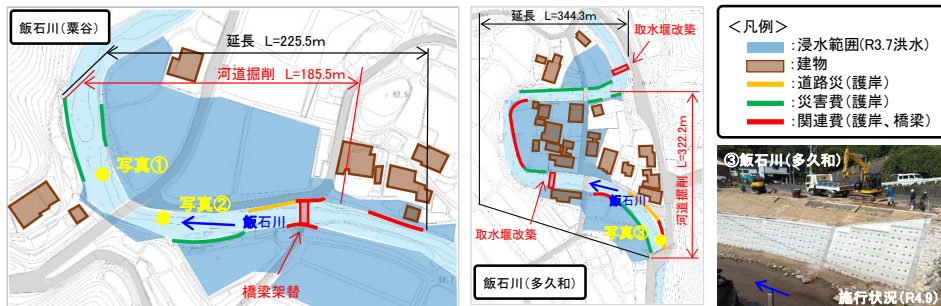 飯石川(粟谷)
延長 L=225.5m
河道掘削 L=185.5m
62.5
写真①
写真②
飯石川
橋梁架替
延長 L=344.3m
取水堰改築
河道掘削 L=322.2m
飯石川
写真③
取水堰改築
飯石川(多久和)
＜凡例＞
:浸水範囲(R3.7洪水)
:建物
:道路災(護岸)
:災害費(護岸)
:関連費(護岸、橋梁)
③飯石川(多久和)
施行状況(R4.9)